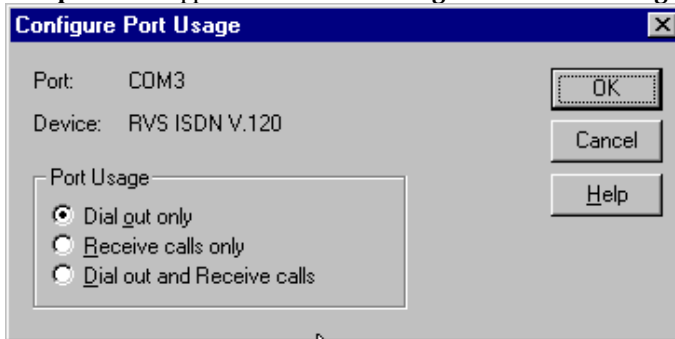 Configure Port Usage
Port: COM3
Device: RVS ISDN V.120
Port Usage
Dial out only
Receive calls only
Dial out and Receive calls
OK
Cancel
Help